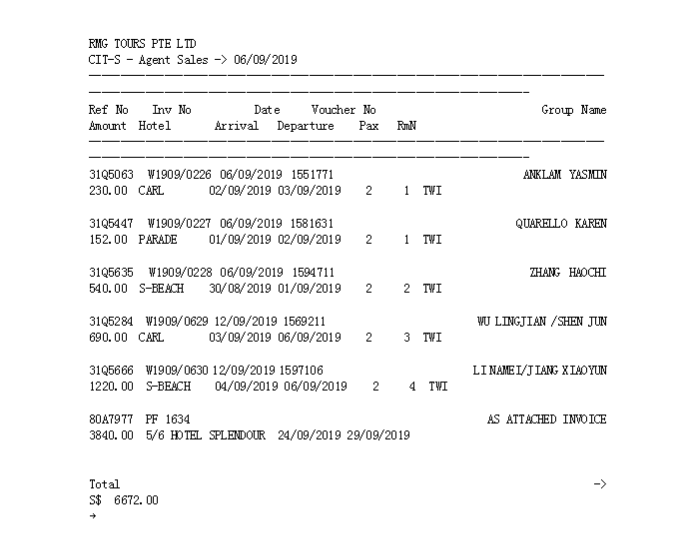 RMG TOURS PTE LTD
CIT-S - Agent Sales -> 06/09/2019
Ref No Inv No Date Voucher No Group Name
Amount Hotel Arrival Departure Pax RmN
31Q5063 W1909/0226 06/09/2019 1551771 ANKLAM YASMIN
230.00 CARL 02/09/2019 03/09/2019 2 1 TWI
31Q5447 W1909/0227 06/09/2019 1581631 QUARELLO KAREN
152.00 PARADE 01/09/2019 02/09/2019 2 1 TWI
31Q5635 W1909/0228 06/09/2019 1594711 ZHANG HAOCHI
540.00 S-BEACH 30/08/2019 01/09/2019 2 2 TWI
31Q5284 W1909/0629 12/09/2019 1569211 WU LINGJIAN /SHEN JUN
690.00 CARL 03/09/2019 06/09/2019 2 3 TWI
31Q5666 W1909/0630 12/09/2019 1597106 LI NAMEI/JIANG XIAOYUN
1220.00 S-BEACH 04/09/2019 06/09/2019 2 4 TWI
80A7977 PF 1634 AS ATTACHED INVOICE
3840.00 5/6 HOTEL SPLENDOUR 24/09/2019 29/09/2019
Total ->
S$ 6672.00
→